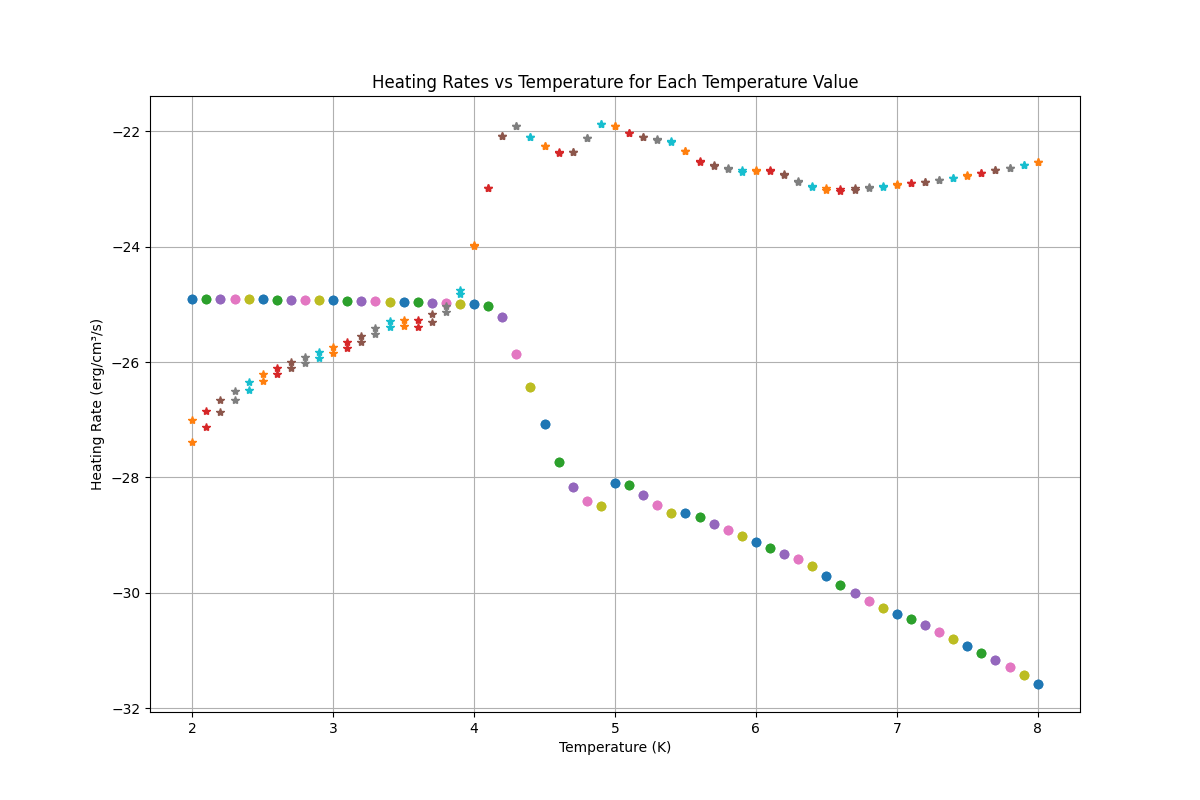 Heating Rates vs Temperature for Each Temperature Value
Heating Rate (erg/cm³/s)
−22
−24
−26
−28
−30
−32
2 3 4 5 6 7 8
Temperature (K)